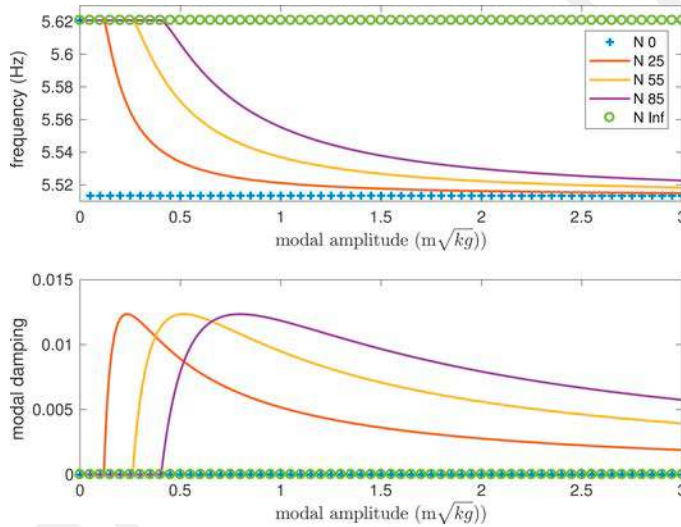 5.62
5.6
5.58
5.56
5.54
5.52
frequency (Hz)
N 0
N 25
N 55
N 85
N Inf
0 0.5 1 1.5 2 2.5 3
modal amplitude (m√kg))
0.015
0.01
0.005
0
modal damping
0 0.5 1 1.5 2 2.5 3
modal amplitude (m√kg))